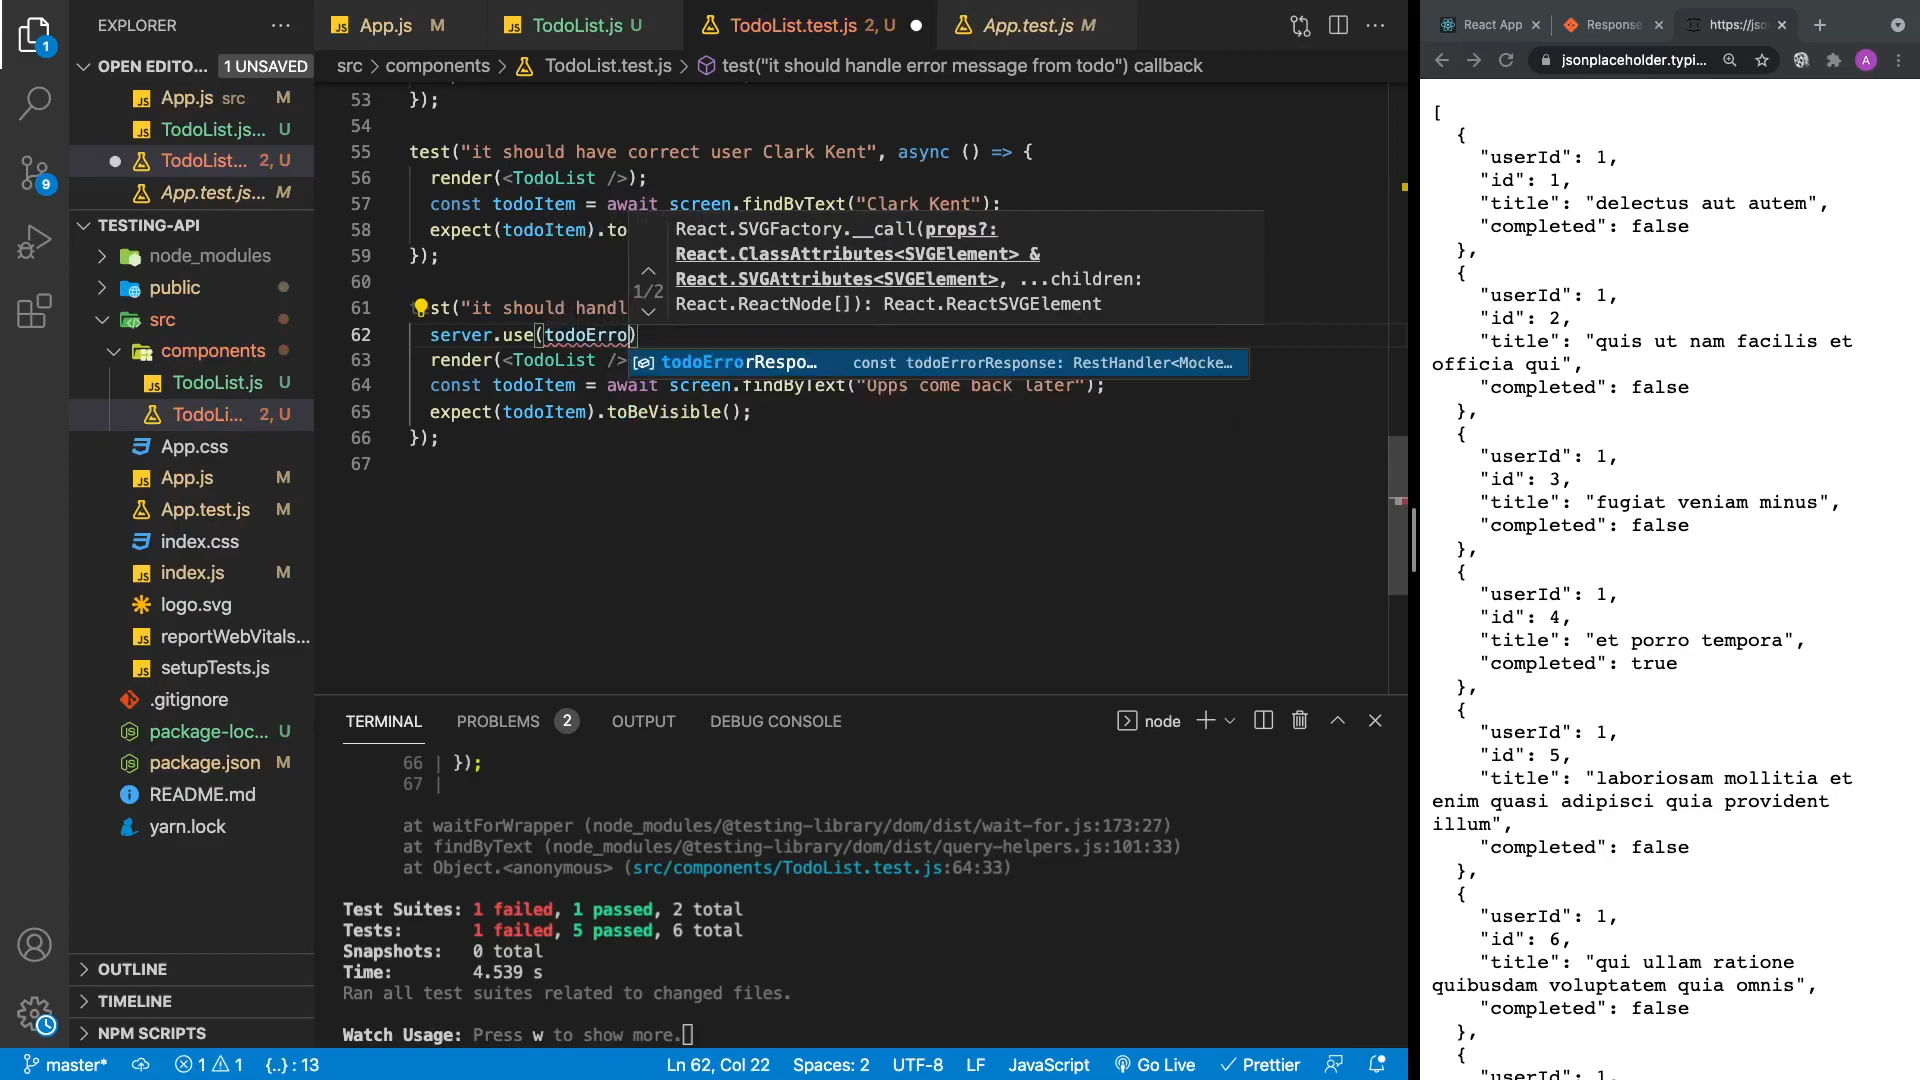 EXPLORER
OPEN EDITO... 1 UNSAVED
App.js src M
TodoList.js... U
TodoList... 2, U
App.test.js... M
TESTING-API
node_modules
public
src
components
TodoList.js U
TodoLi... 2, U
App.css
App.js M
App.test.js M
index.css
index.js M
logo.svg
reportWebVitals...
setupTests.js
.gitignore
package-loc... U
package.json M
README.md
yarn.lock
OUTLINE
TIMELINE
NPM SCRIPTS
1
9
App.js M
TodoList.js U
TodoList.test.js 2, U
App.test.js M
src > components > TodoList.test.js > test("it should handle error message from todo") callback
53 });
54
55 test("it should have correct user Clark Kent", async () => {
56 render(<TodoList />);
57 const todoItem = await screen.findByText("Clark Kent");
58 expect(todoItem).to
59 });
60
61 st("it should handl
62 server.use(todoErro)
63 render(<TodoList />
64 const todoItem = await screen.findByText("Opps come back later");
65 expect(todoItem).toBeVisible();
66 });
67
1/2
React.SVGFactory.__call(props?:
React.ClassAttributes<SVGElement> &
React.SVGAttributes<SVGElement>, ...children:
React.ReactNode[]): React.ReactSVGElement
todoErrorRespo… const todoErrorResponse: RestHandler<Mocke…
TERMINAL PROBLEMS 2 OUTPUT DEBUG CONSOLE
node
66 | });
67 |
at waitForWrapper (node_modules/@testing-library/dom/dist/wait-for.js:173:27)
at findByText (node_modules/@testing-library/dom/dist/query-helpers.js:101:33)
at Object.<anonymous> (src/components/TodoList.test.js:64:33)
Test Suites: 1 failed, 1 passed, 2 total
Tests: 1 failed, 5 passed, 6 total
Snapshots: 0 total
Time: 4.539 s
Ran all test suites related to changed files.
Watch Usage: Press w to show more.
master* 1 1 {..} : 13 Ln 62, Col 22 Spaces: 2 UTF-8 LF JavaScript Go Live Prettier
React App Response https://jso
jsonplaceholder.typi... A
[
{
"userId": 1,
"id": 1,
"title": "delectus aut autem",
"completed": false
},
{
"userId": 1,
"id": 2,
"title": "quis ut nam facilis et
officia qui",
"completed": false
},
{
"userId": 1,
"id": 3,
"title": "fugiat veniam minus",
"completed": false
},
{
"userId": 1,
"id": 4,
"title": "et porro tempora",
"completed": true
},
{
"userId": 1,
"id": 5,
"title": "laboriosam mollitia et
enim quasi adipisci quia provident
illum",
"completed": false
},
{
"userId": 1,
"id": 6,
"title": "qui ullam ratione
quibusdam voluptatem quia omnis",
"completed": false
},
{
"userId": 1,